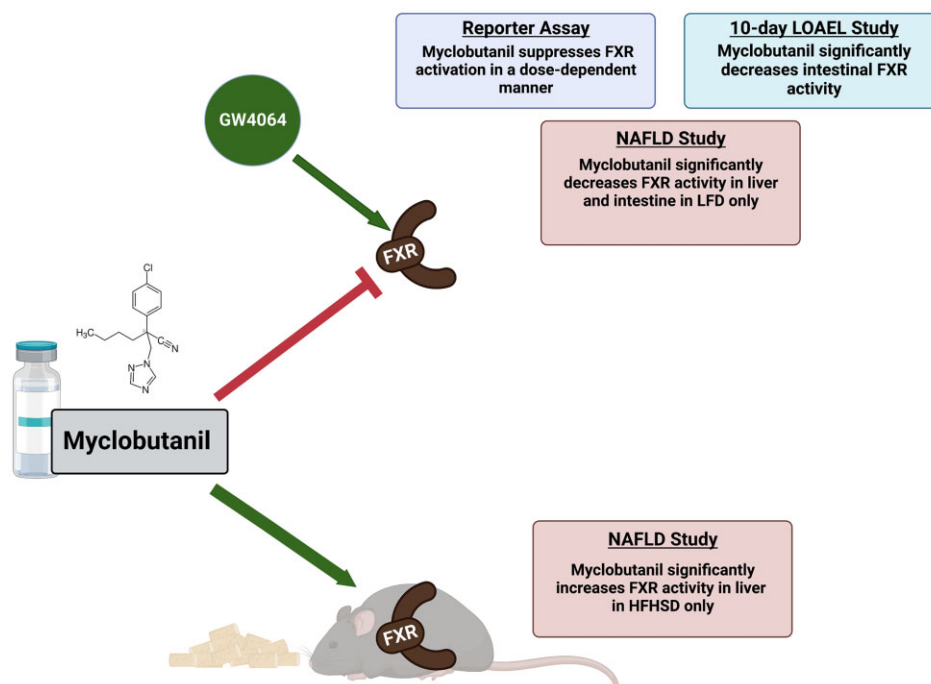 Reporter Assay
Myclobutanil suppresses FXR
activation in a dose-dependent
manner
10-day LOAEL Study
Myclobutanil significantly
decreases intestinal FXR
activity
GW4064
NAFLD Study
Myclobutanil significantly
decreases FXR activity in liver
and intestine in LFD only
FXR
Cl
H₃C
C≡N
N
N
N
Myclobutanil
NAFLD Study
Myclobutanil significantly
increases FXR activity in liver
in HFHSD only
FXR